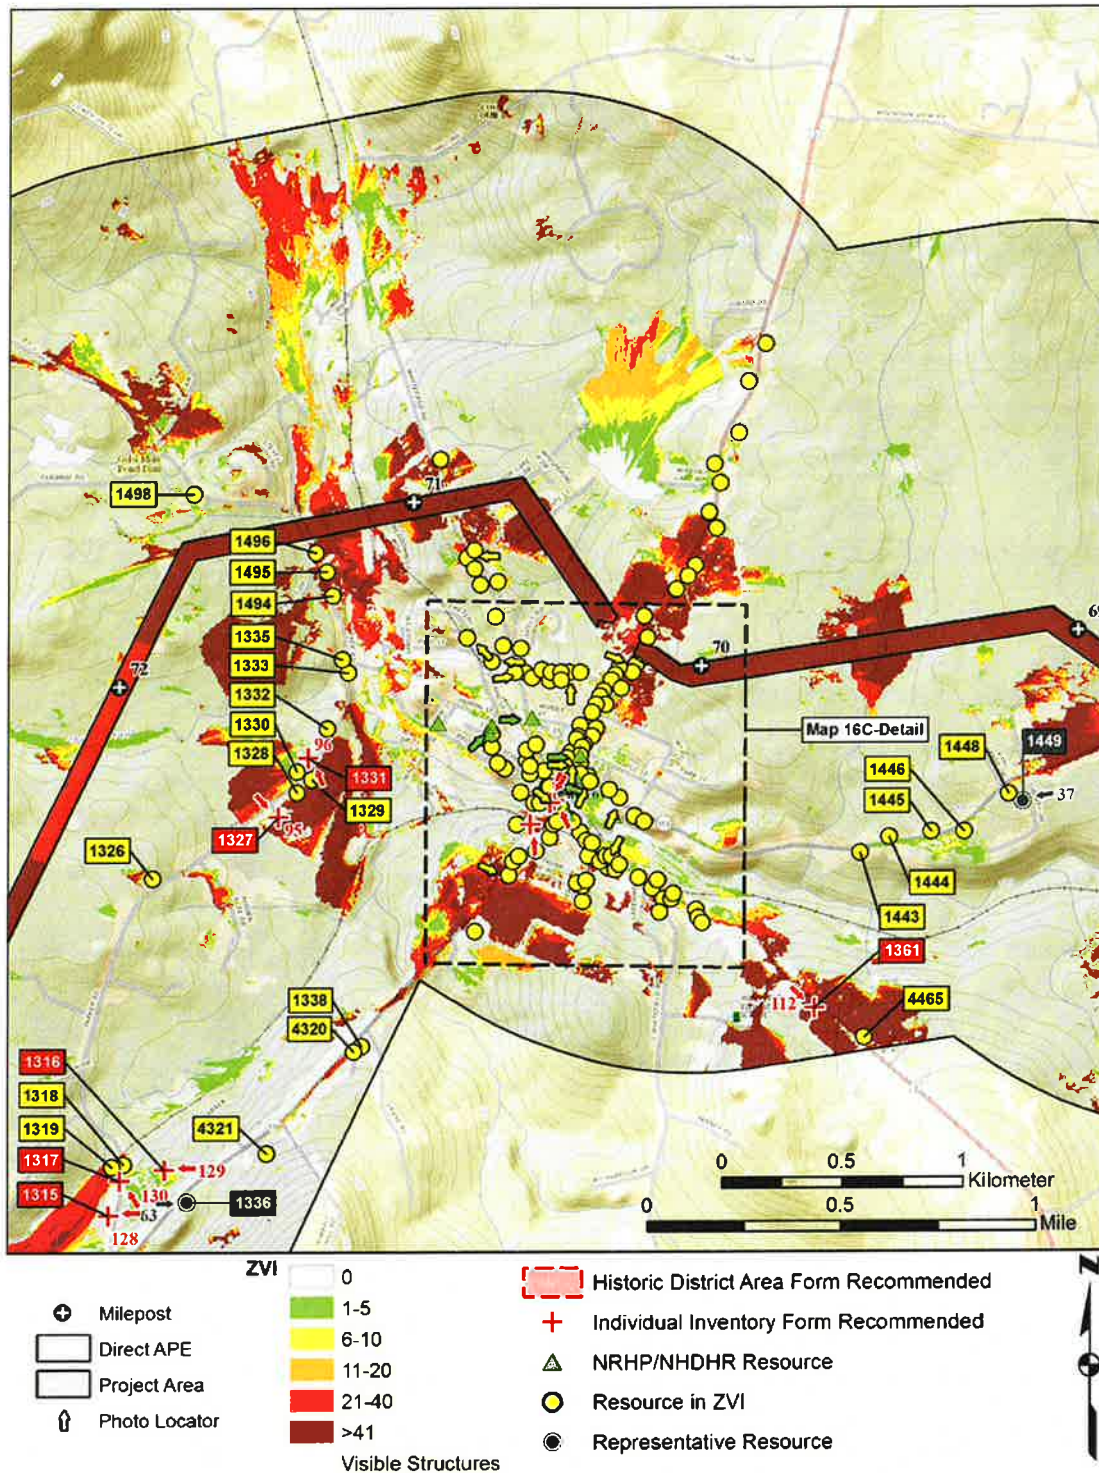 71
1498
1496
1495
1494
1335
1333
1332
1330
1328
72
70
69
Map 16C-Detail
1448
1449
37
1446
1445
1444
1443
96
1331
1329
1327
95
1326
1361
112
4465
1338
4320
1316
1318
1319
1317
1315
4321
129
130
63
128
1336
0 0.5 1
Kilometer
0 0.5 1
Mile
ZVI
0
1-5
6-10
11-20
21-40
>41
Visible Structures
Milepost
Direct APE
Project Area
Photo Locator
Historic District Area Form Recommended
Individual Inventory Form Recommended
NRHP/NHDHR Resource
Resource in ZVI
Representative Resource
N